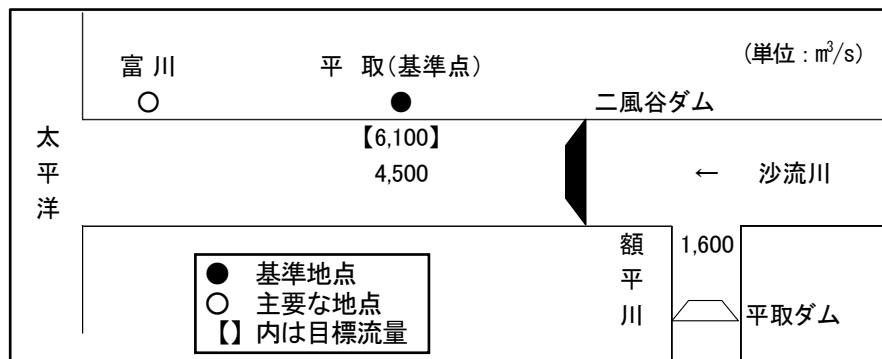 (単位：m³/s)
富川
平 取(基準点)
○
●
二風谷ダム
【6,100】
4,500
太平洋
←
沙流川
額平川
1,600
平取ダム
● 基準地点
○ 主要な地点
【】 内は目標流量